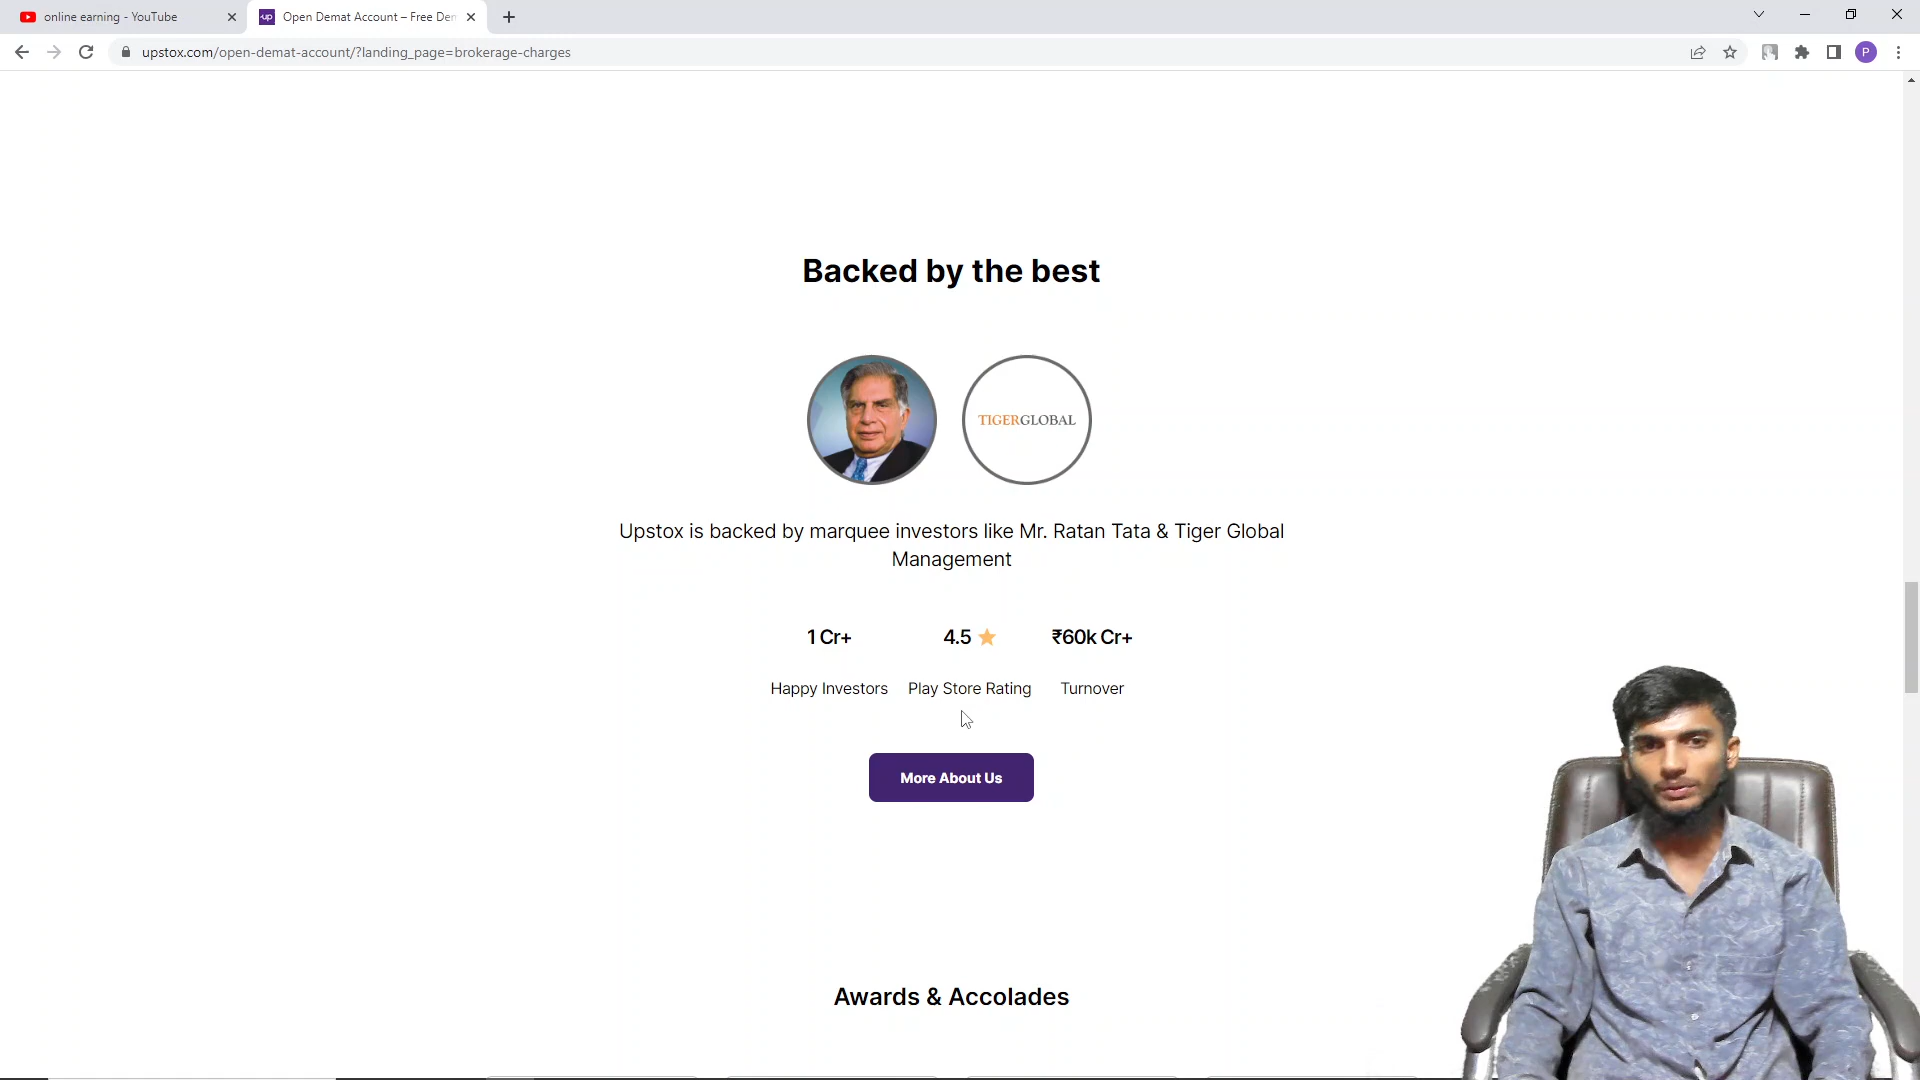 online earning - YouTube
Open Demat Account – Free Den
upstox.com/open-demat-account/?landing_page=brokerage-charges
P
Backed by the best
TIGERGLOBAL
Upstox is backed by marquee investors like Mr. Ratan Tata & Tiger Global
Management
1 Cr+ 4.5 ₹60k Cr+
Happy Investors Play Store Rating Turnover
More About Us
Awards & Accolades